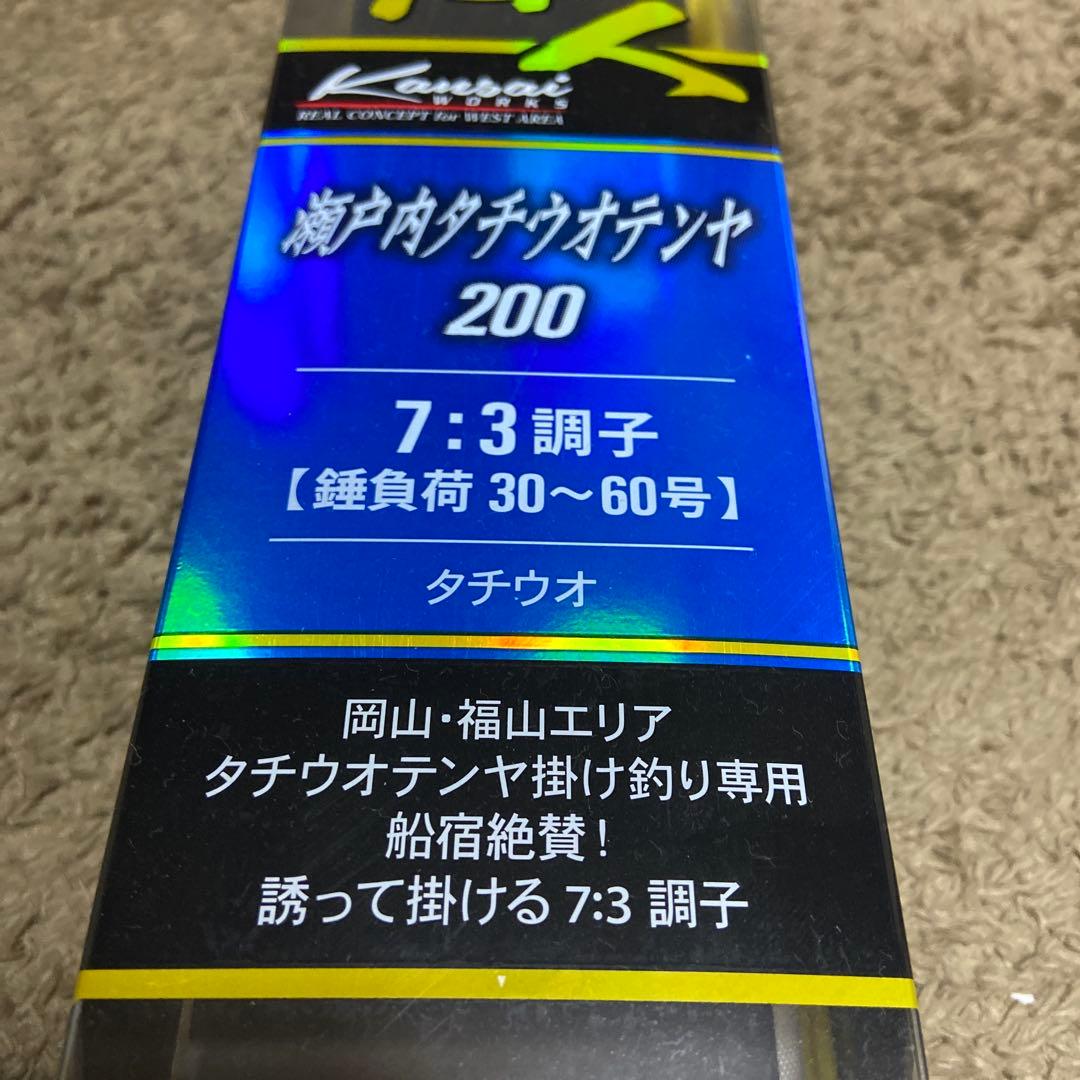 Kansai
WORKS
REAL CONCEPT for WEST AREA
瀬戸内タチウオテンヤ
200
7:3調子
【錘負荷 30～60号】
タチウオ
岡山・福山エリア
タチウオテンヤ掛け釣り専用
船宿絶賛！
誘って掛ける 7:3 調子